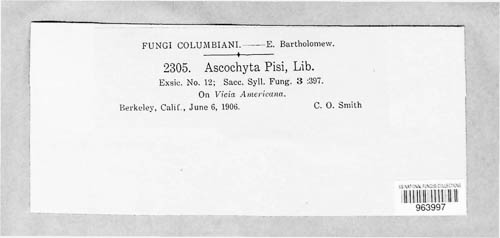 FUNGI COLUMBIANI.——E. Bartholomew.
2305. Ascochyta Pisi, Lib.
Exsic. No. 12; Sacc. Syll. Fung. 3 :397.
On Vicia Americana.
Berkeley, Calif., June 6, 1906. C. O. Smith
US NATIONAL FUNGUS COLLECTIONS
963997